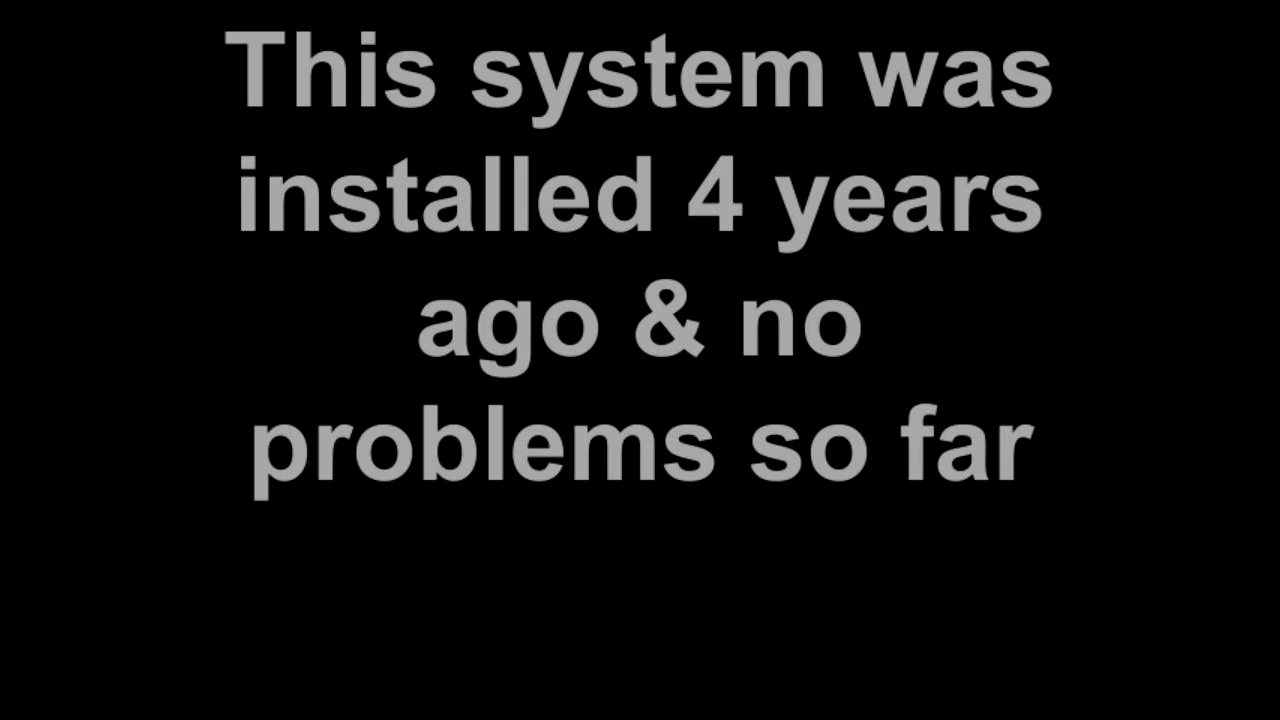 This system was
installed 4 years
ago & no
problems so far